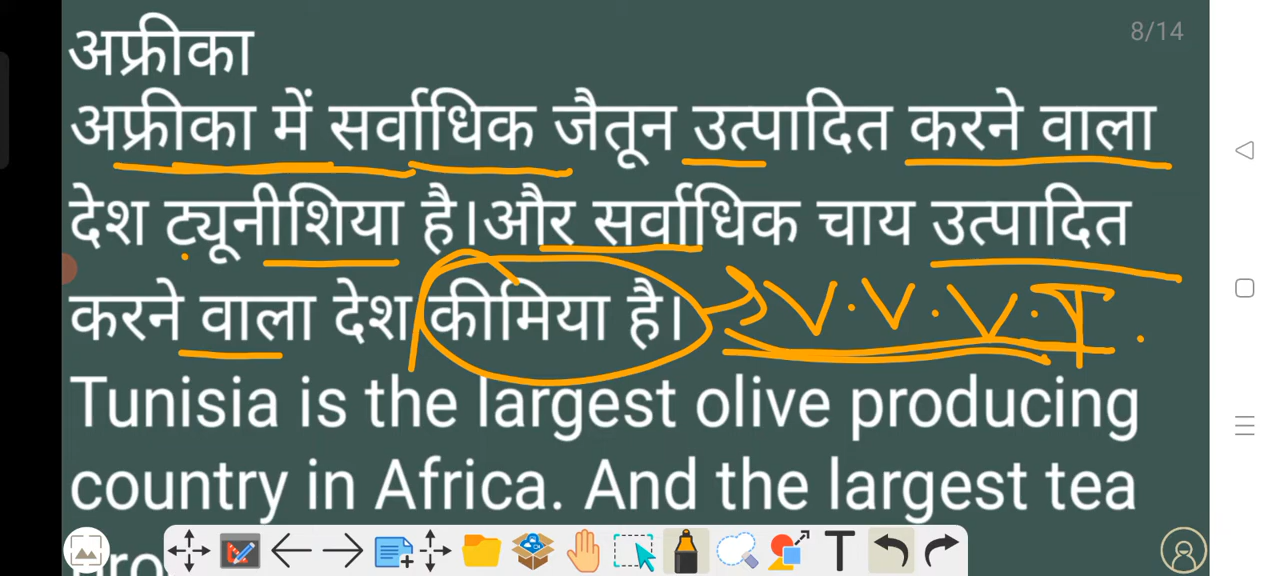 8/14
अफ्रीका
अफ्रीका में सर्वाधिक जैतून उत्पादित करने वाला
देश ट्यूनीशिया है।और सर्वाधिक चाय उत्पादित
करने वाला देश कीमिया है। V.V.V.I.
Tunisia is the largest olive producing
country in Africa. And the largest tea
T